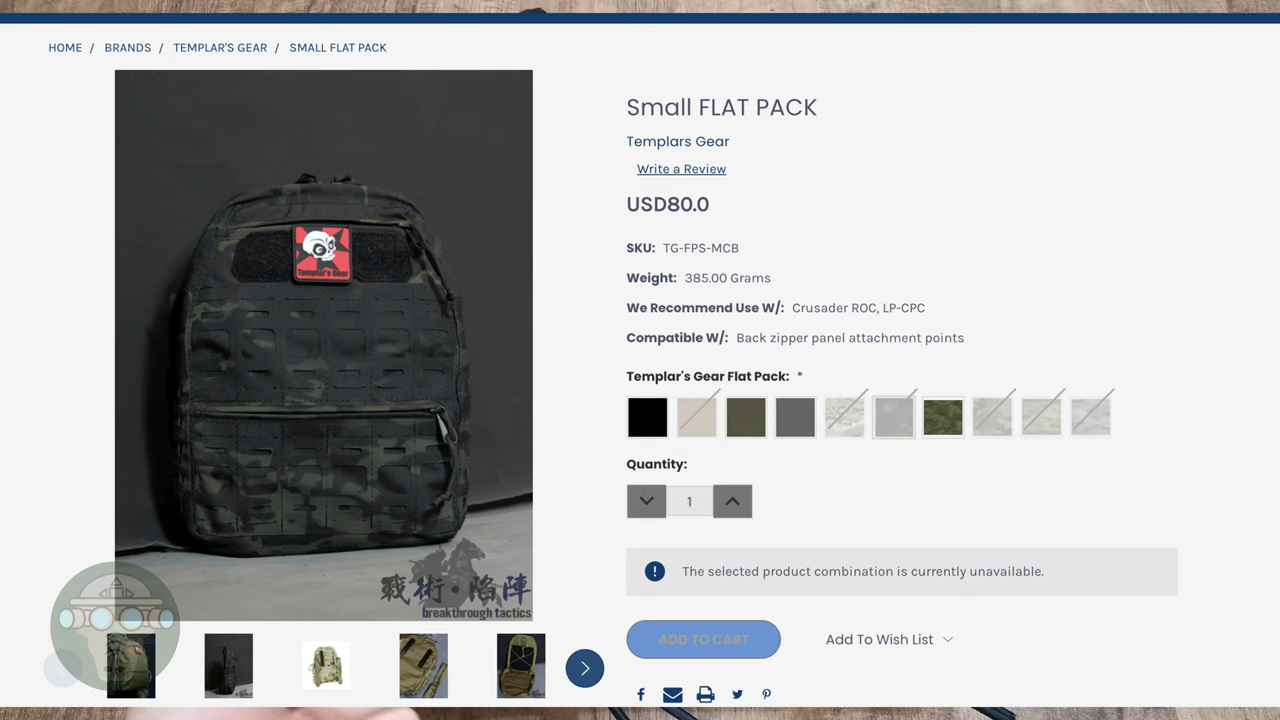 HOME / BRANDS / TEMPLAR'S GEAR / SMALL FLAT PACK
Templar's Gear
戰術·陷陣
breakthrough tactics
Small FLAT PACK
Templars Gear
Write a Review
USD80.0
SKU: TG-FPS-MCB
Weight: 385.00 Grams
We Recommend Use W/: Crusader ROC, LP-CPC
Compatible W/: Back zipper panel attachment points
Templar's Gear Flat Pack: *
Quantity:
1
The selected product combination is currently unavailable.
ADD TO CART
Add To Wish List